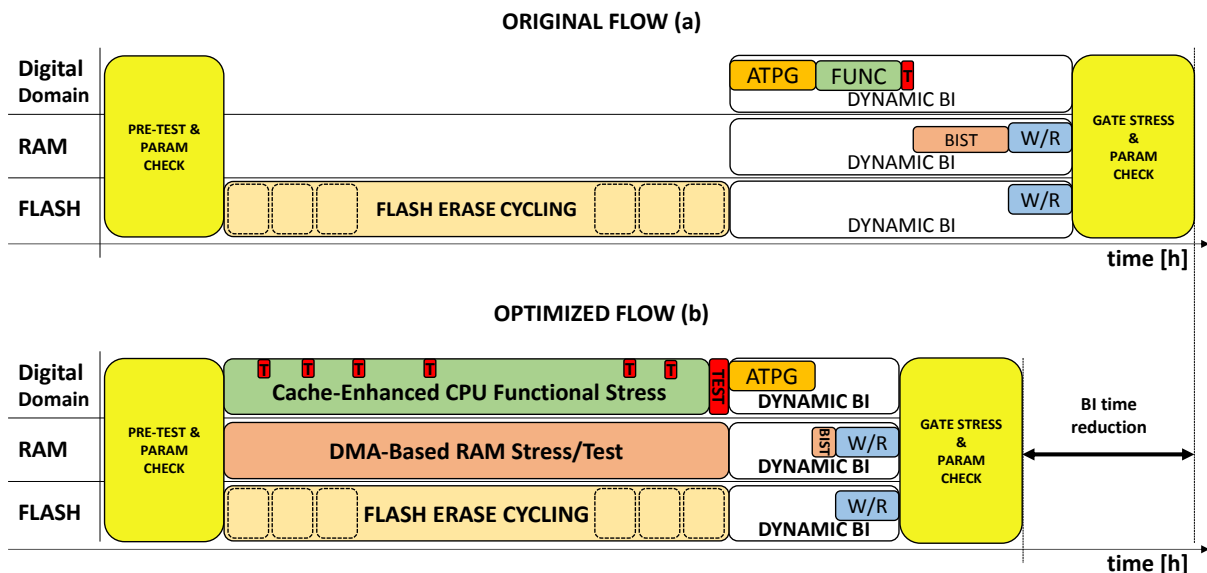 ORIGINAL FLOW (a)
Digital
Domain
RAM
FLASH
PRE-TEST &
PARAM
CHECK
ATPG
FUNC
T
DYNAMIC BI
BIST
W/R
DYNAMIC BI
FLASH ERASE CYCLING
W/R
DYNAMIC BI
GATE STRESS
&
PARAM
CHECK
time [h]
OPTIMIZED FLOW (b)
Digital
Domain
RAM
FLASH
PRE-TEST &
PARAM
CHECK
T
T
T
T
T
T
Cache-Enhanced CPU Functional Stress
TEST
ATPG
DYNAMIC BI
DMA-Based RAM Stress/Test
BIST
W/R
DYNAMIC BI
FLASH ERASE CYCLING
W/R
DYNAMIC BI
GATE STRESS
&
PARAM
CHECK
BI time
reduction
time [h]